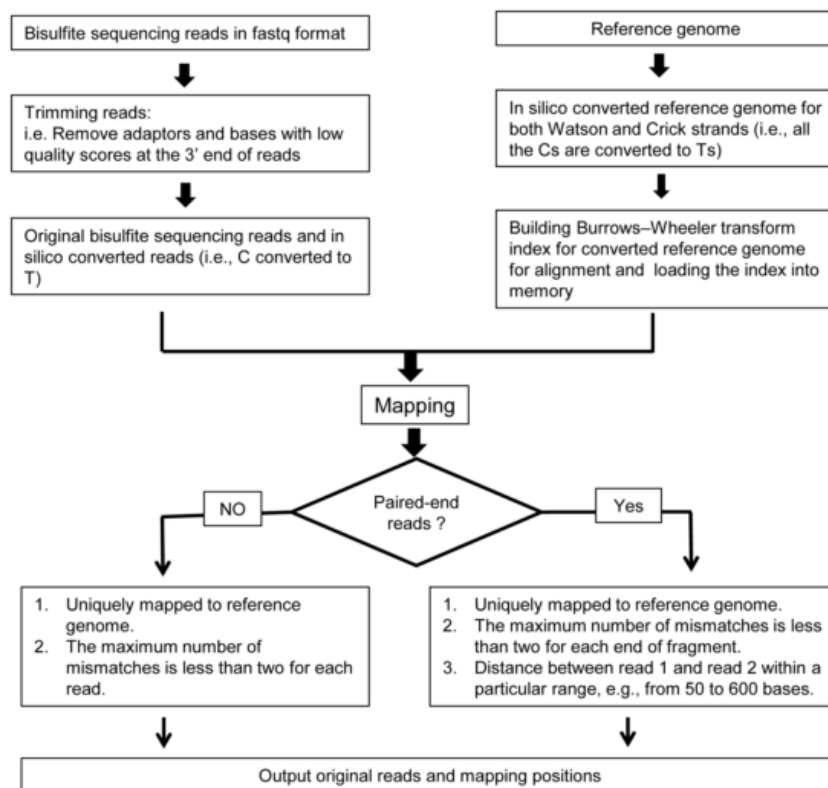 Bisulfite sequencing reads in fastq format
Reference genome
Trimming reads:
i.e. Remove adaptors and bases with low
quality scores at the 3' end of reads
In silico converted reference genome for
both Watson and Crick strands (i.e., all
the Cs are converted to Ts)
Original bisulfite sequencing reads and in
silico converted reads (i.e., C converted to
T)
Building Burrows–Wheeler transform
index for converted reference genome
for alignment and loading the index into
memory
Mapping
Paired-end
reads ?
NO
Yes
1. Uniquely mapped to reference
genome.
2. The maximum number of
mismatches is less than two for each
read.
1. Uniquely mapped to reference genome.
2. The maximum number of mismatches is less
than two for each end of fragment.
3. Distance between read 1 and read 2 within a
particular range, e.g., from 50 to 600 bases.
Output original reads and mapping positions